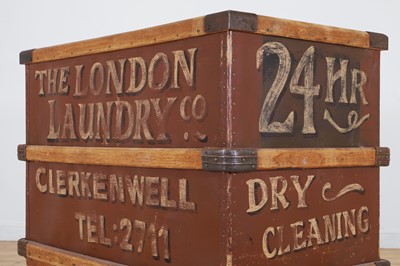 THE LONDON
LAUNDRY CO
CLERKENWELL
TEL:2711
24 HR
DRY
CLEANING